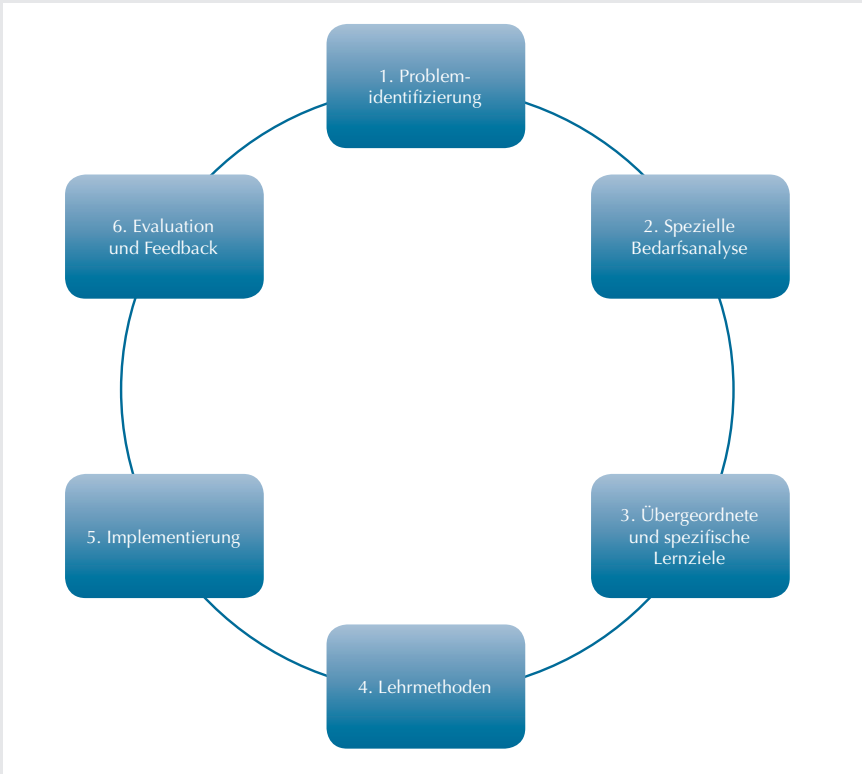 1. Problem-
identifizierung
2. Spezielle
Bedarfsanalyse
3. Übergeordnete
und spezifische
Lernziele
4. Lehrmethoden
5. Implementierung
6. Evaluation
und Feedback